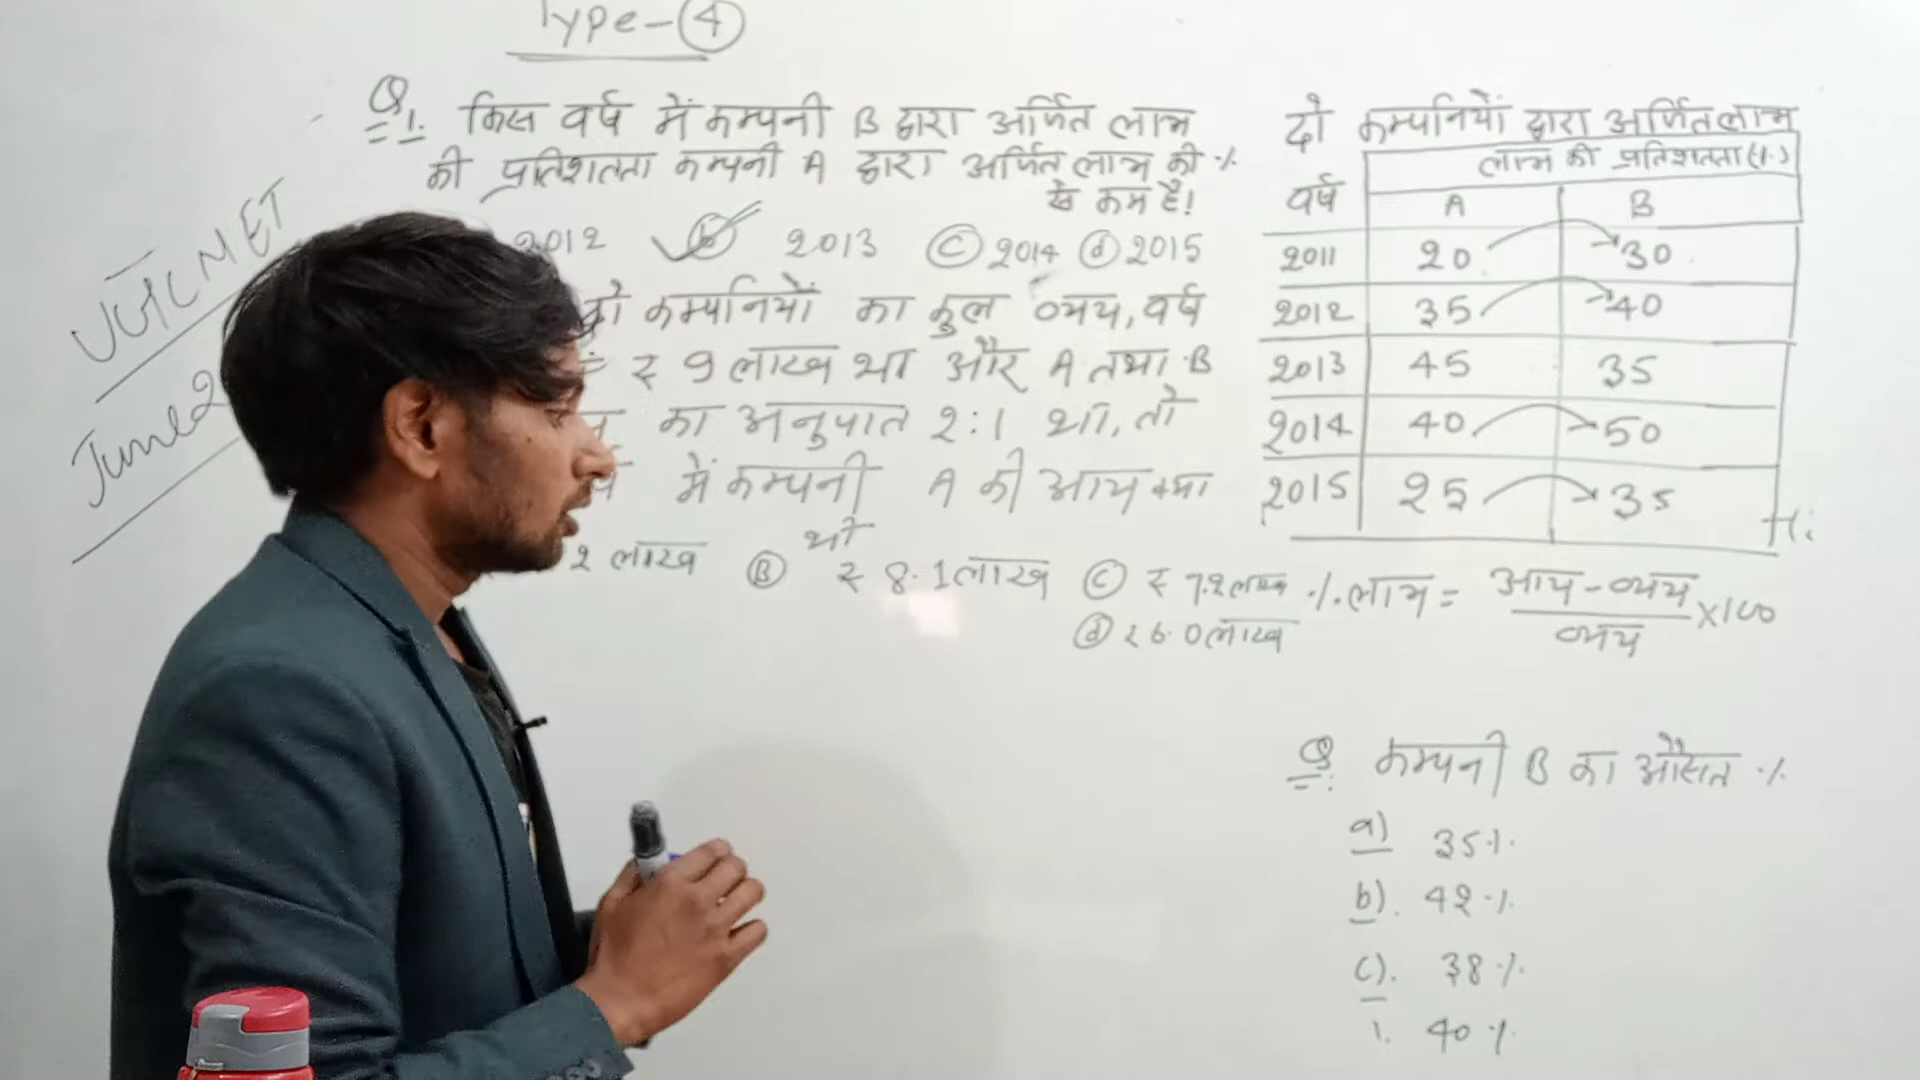 Type-④
Q.1. किस वर्ष में कम्पनी B द्वारा अर्जित लाभ
की प्रतिशतता कम्पनी A द्वारा अर्जित लाभ की %
से कम है!
2012 ⓑ 2013 ⓒ 2014 ⓓ 2015
दो कम्पनियों का कुल व्यय, वर्ष
₹ 9 लाख था और A तथा B
का अनुपात 2:1 था, तो
में कम्पनी A की आय क्या
थी
2 लाख Ⓑ ₹ 8.1 लाख Ⓒ ₹ 7.2 लाख
ⓓ ₹ 6.0 लाख
UGC NET
June 2
दो कम्पनियों द्वारा अर्जित लाभ
लाभ की प्रतिशतता (%)
वर्ष A B
2011 20 30
2012 35 40
2013 45 35
2014 40 50
2015 25 35
% लाभ = आय - व्यय / व्यय × 100
Q. कम्पनी B का औसत %
a) 35%
b). 42%
c). 38%
40%